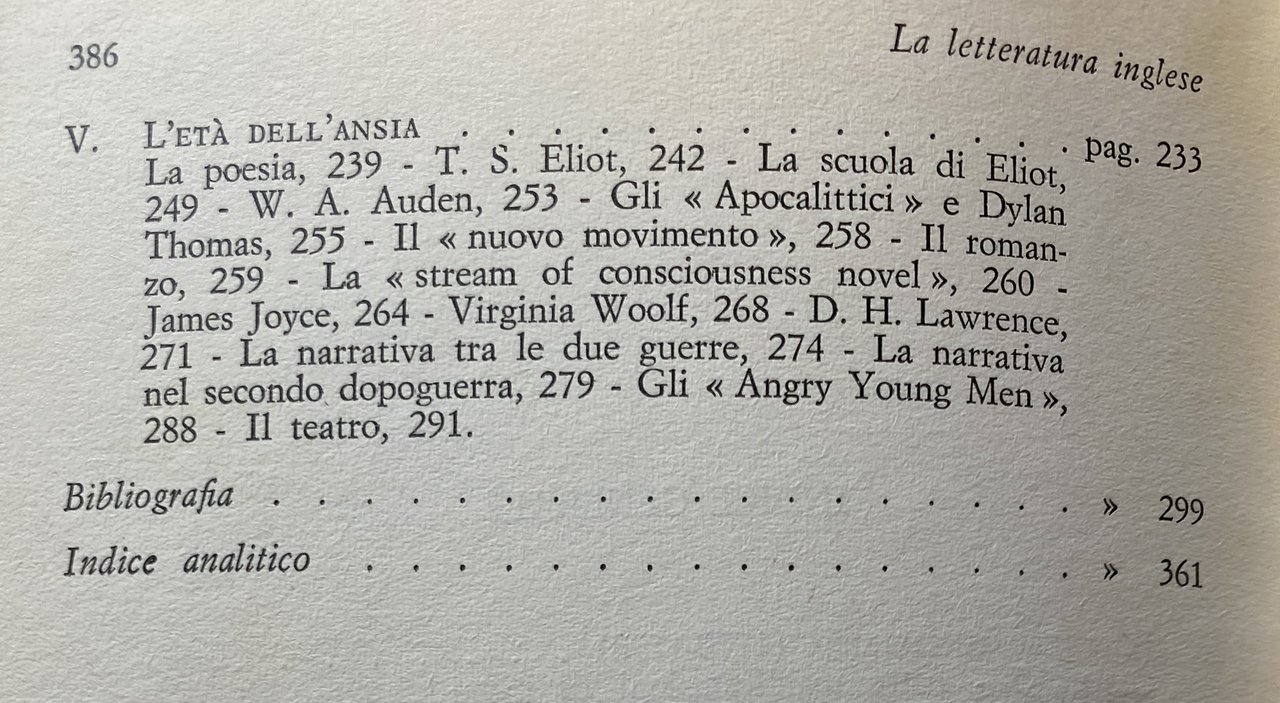 386
La letteratura inglese
V. L'ETÀ DELL'ANSIA . . . . . . . . . . . . . . pag. 233
La poesia, 239 - T. S. Eliot, 242 - La scuola di Eliot,
249 - W. A. Auden, 253 - Gli « Apocalittici » e Dylan
Thomas, 255 - Il « nuovo movimento », 258 - Il roman-
zo, 259 - La « stream of consciousness novel », 260 -
James Joyce, 264 - Virginia Woolf, 268 - D. H. Lawrence,
271 - La narrativa tra le due guerre, 274 - La narrativa
nel secondo dopoguerra, 279 - Gli « Angry Young Men »,
288 - Il teatro, 291.
Bibliografia . . . . . . . . . . . . . . . . . . » 299
Indice analitico . . . . . . . . . . . . . . . . » 361